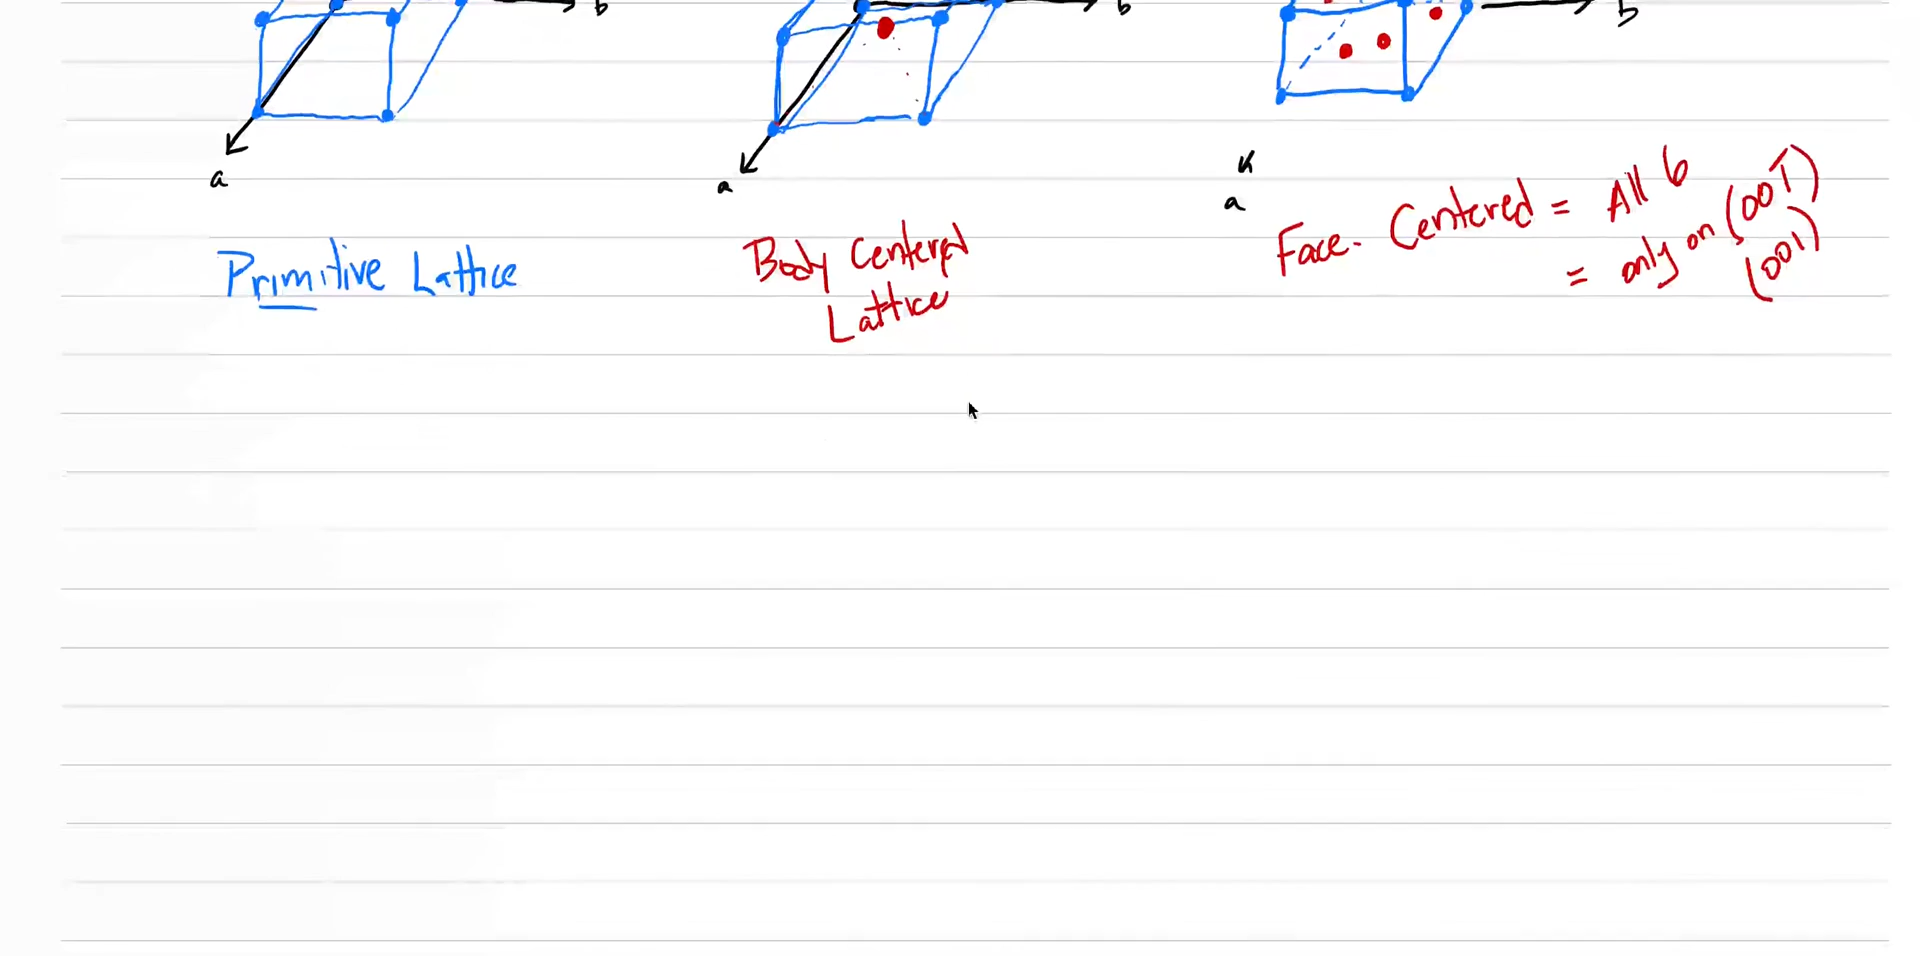 b
b
b
a
a
a
Primitive Lattice
Body Centered
Lattice
Face-Centered = All 6
= only on (001̅)
(001)